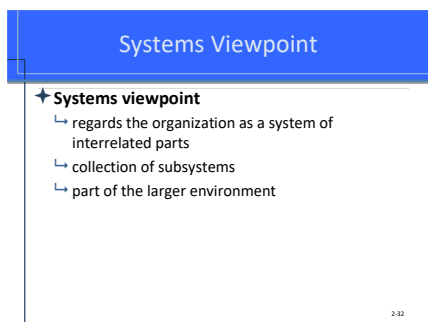 Systems Viewpoint
Systems viewpoint
regards the organization as a system of
interrelated parts
collection of subsystems
part of the larger environment
2-32